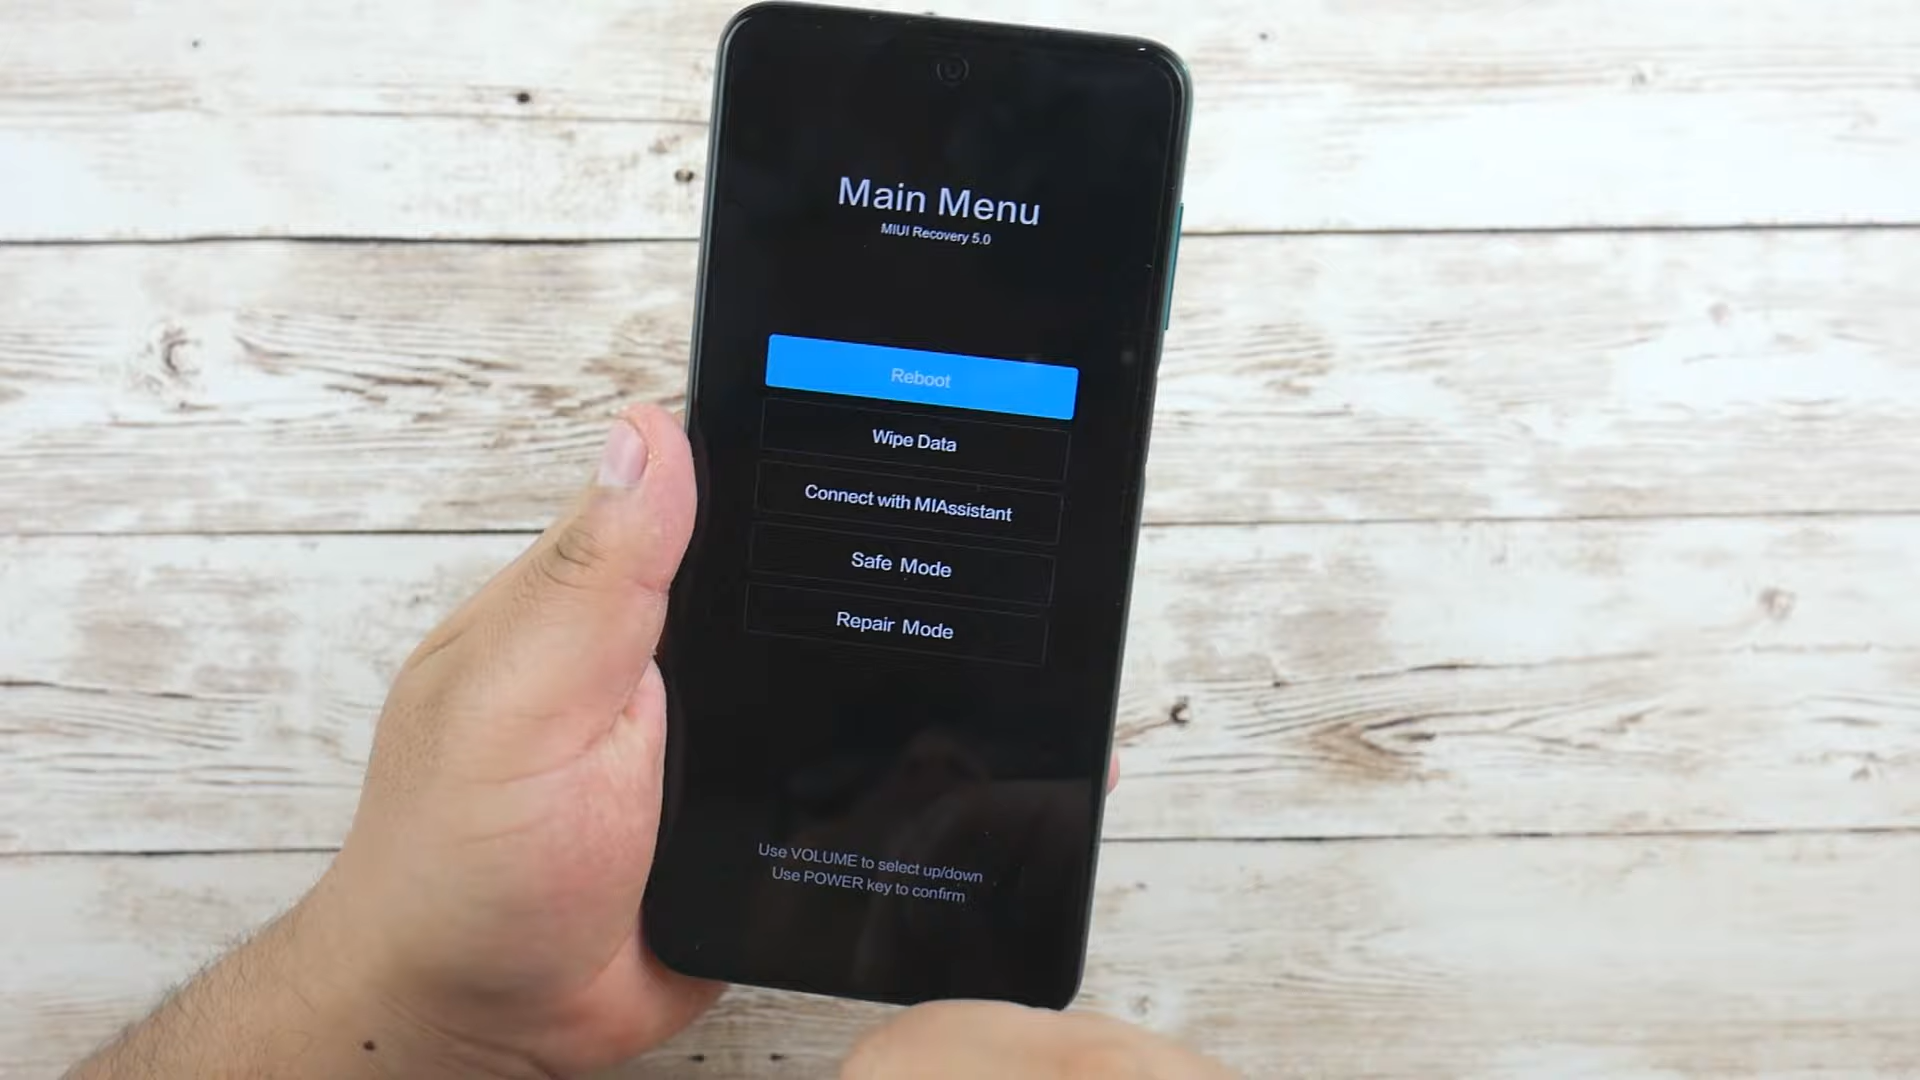 Main Menu
MIUI Recovery 5.0
Reboot
Wipe Data
Connect with MIAssistant
Safe Mode
Repair Mode
Use VOLUME to select up/down
Use POWER key to confirm